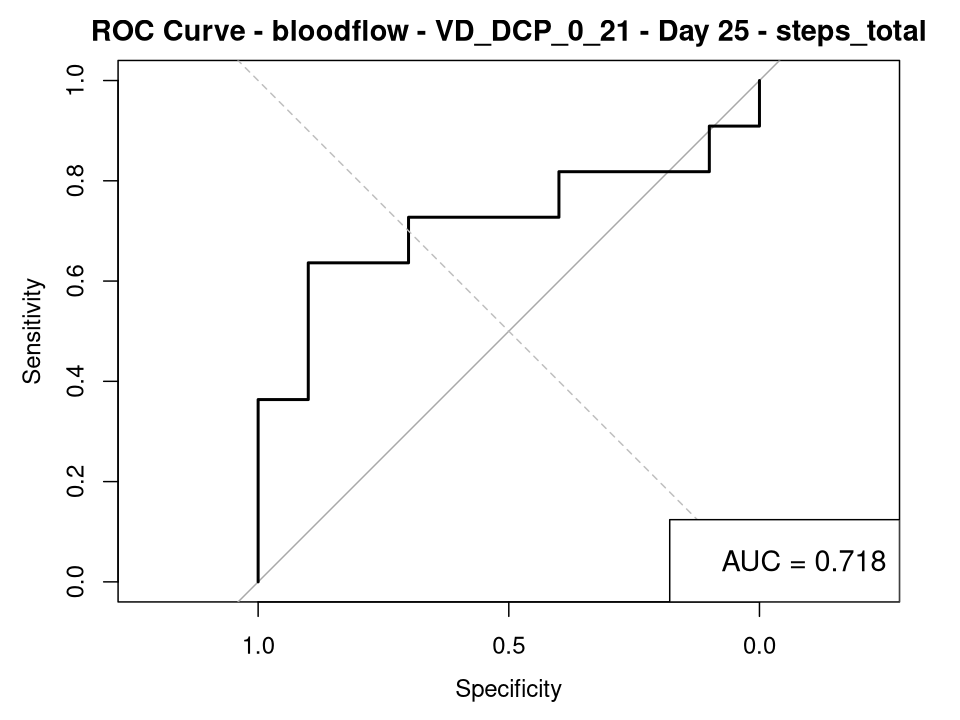 ROC Curve - bloodflow - VD_DCP_0_21 - Day 25 - steps_total
Sensitivity
1.0
0.8
0.6
0.4
0.2
0.0
AUC = 0.718
1.0 0.5 0.0
Specificity